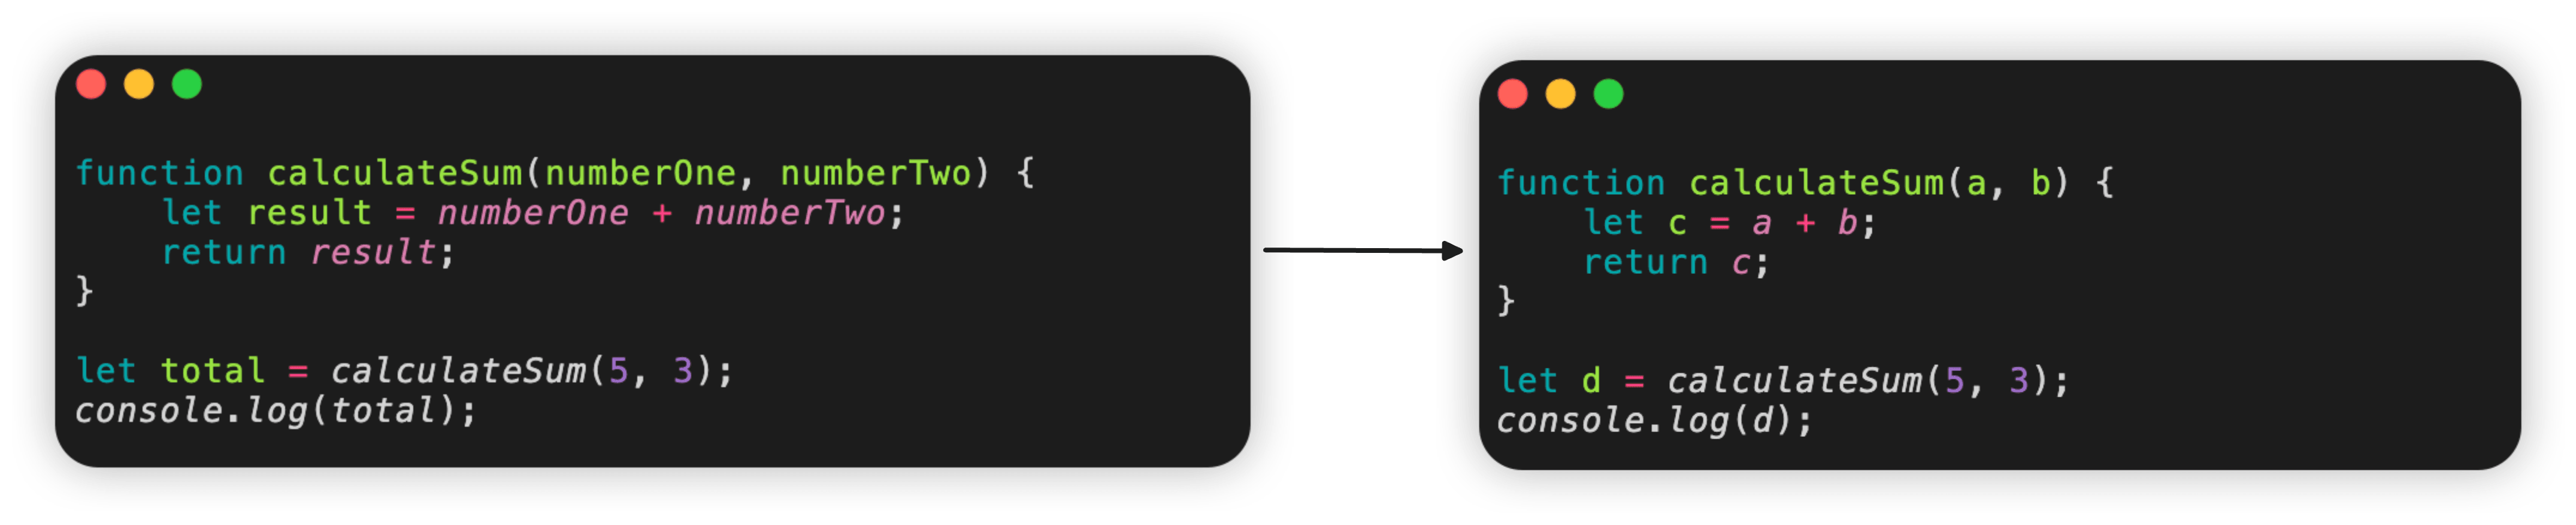 function calculateSum(numberOne, numberTwo) {
    let result = numberOne + numberTwo;
    return result;
}

let total = calculateSum(5, 3);
console.log(total);

function calculateSum(a, b) {
    let c = a + b;
    return c;
}

let d = calculateSum(5, 3);
console.log(d);